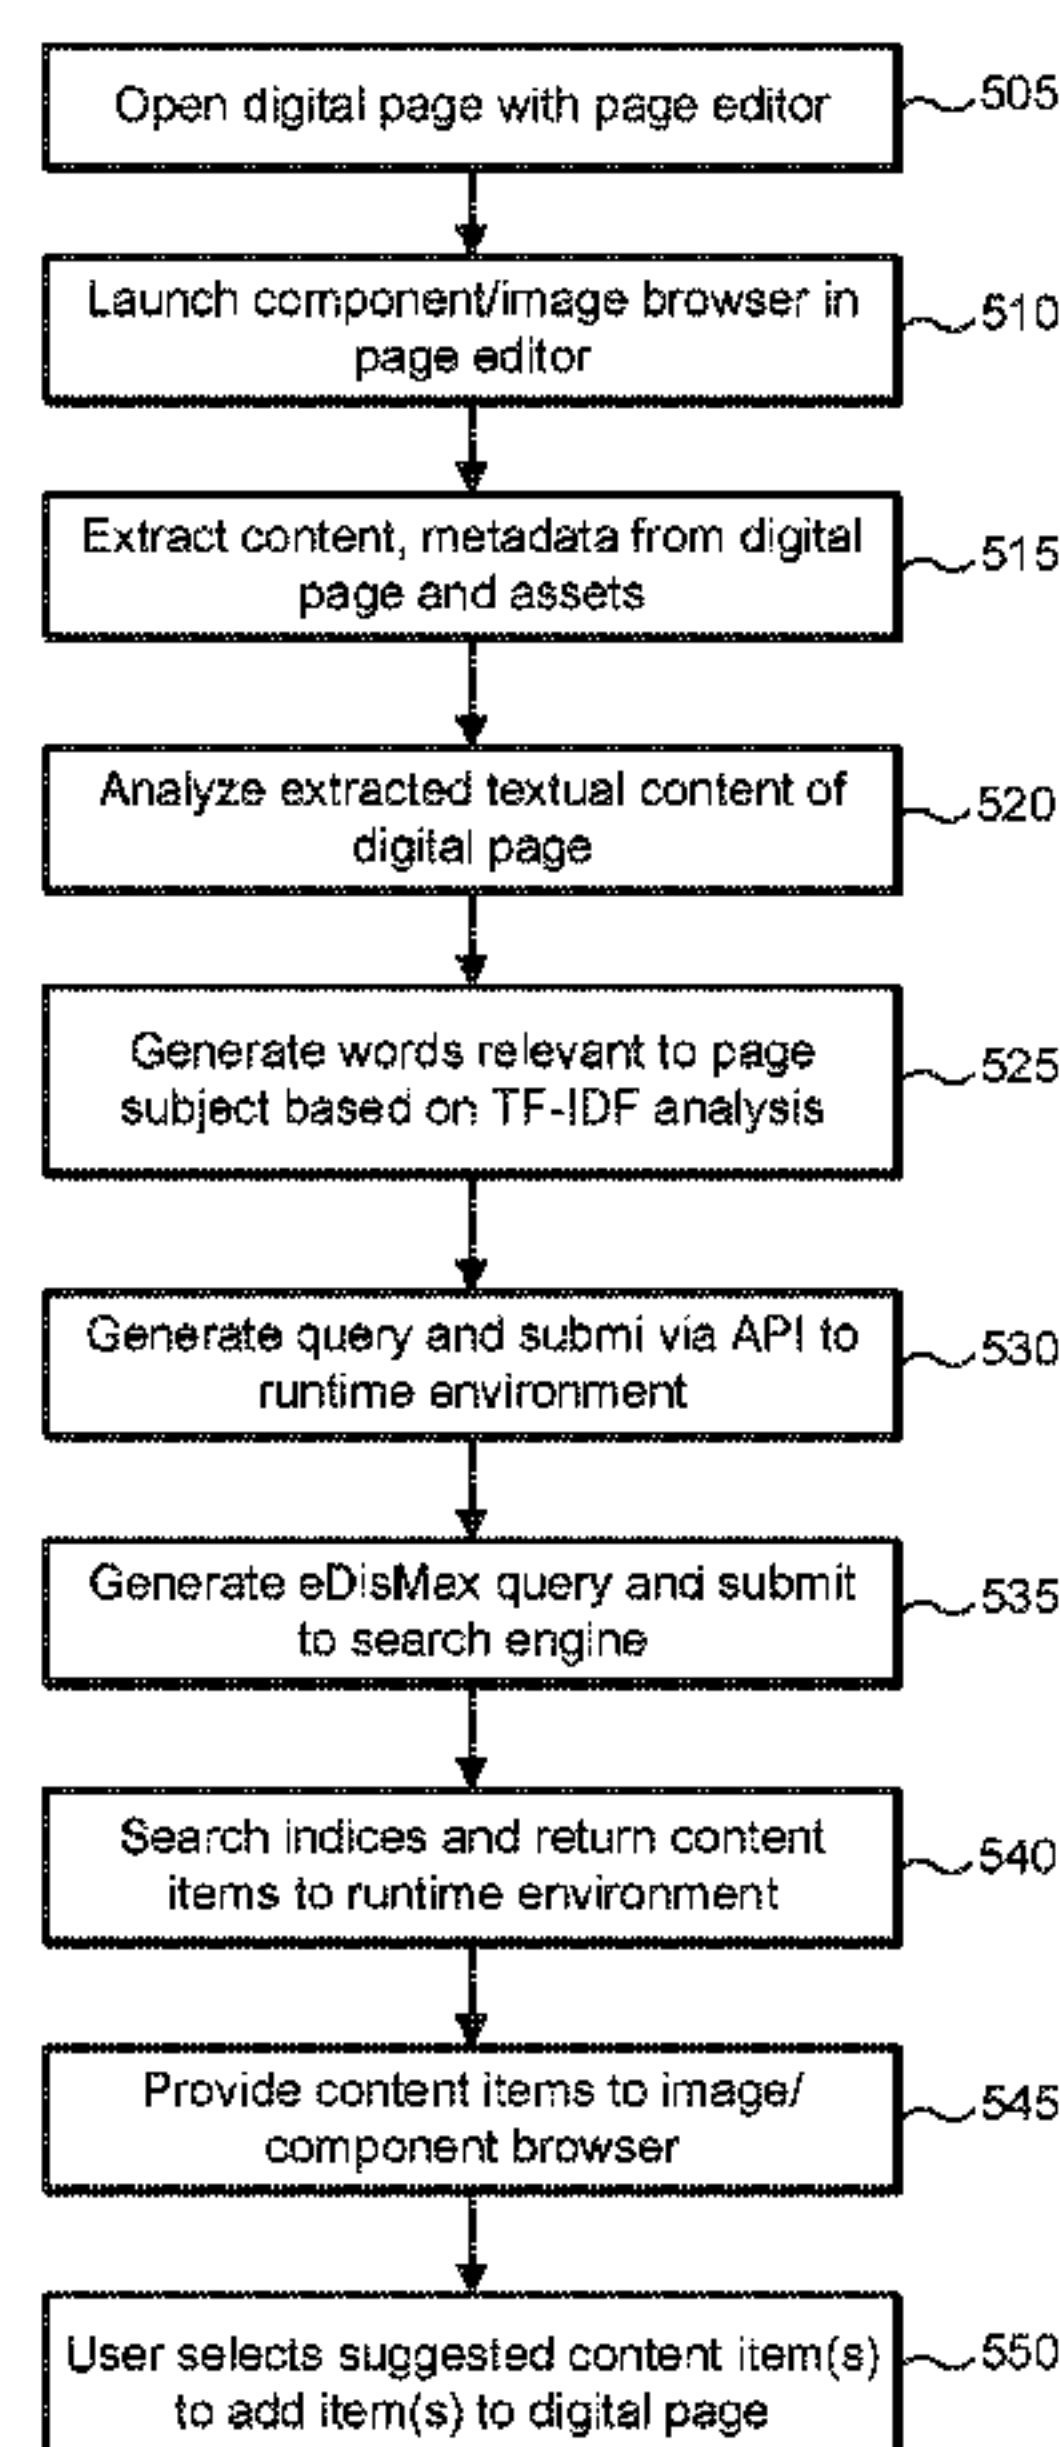 Open digital page with page editor
505
Launch component/image browser in
page editor
510
Extract content, metadata from digital
page and assets
515
Analyze extracted textual content of
digital page
520
Generate words relevant to page
subject based on TF-IDF analysis
525
Generate query and submi via API to
runtime environment
530
Generate eDisMax query and submit
to search engine
535
Search indices and return content
items to runtime environment
540
Provide content items to image/
component browser
545
User selects suggested content item(s)
to add item(s) to digital page
550